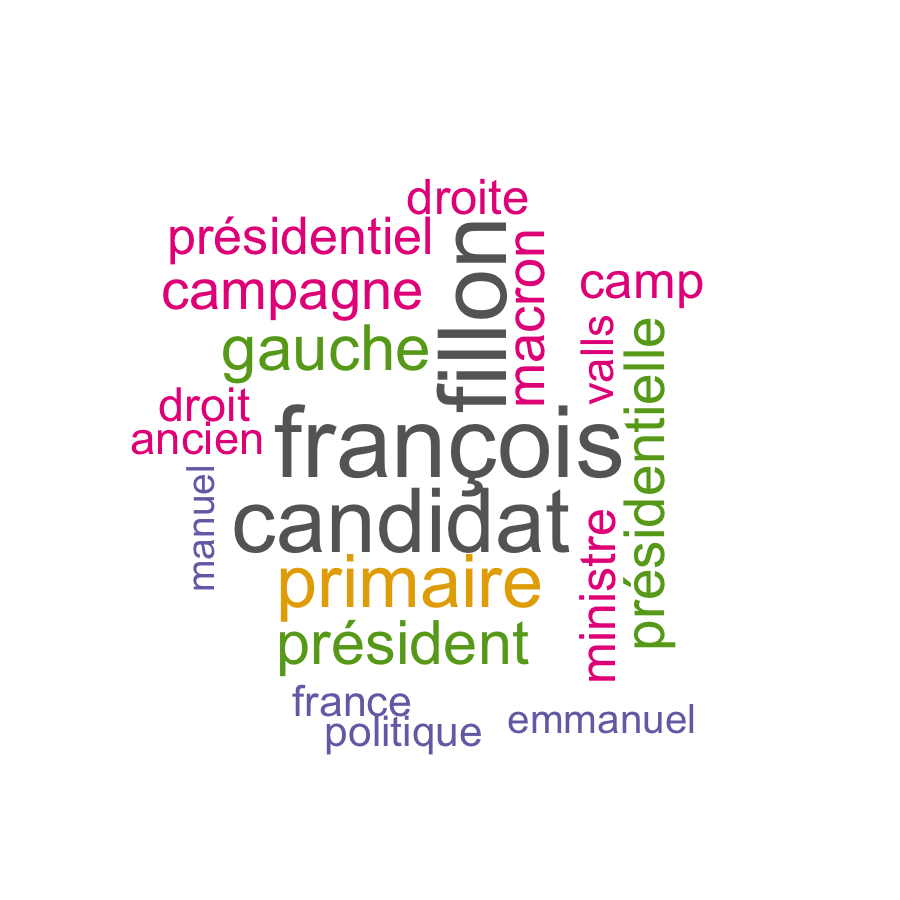 droite
présidentiel
fillon
macron
campagne
camp
gauche
valls
présidentielle
droit
ancien
françois
manuel
candidat
ministre
primaire
président
france
politique
emmanuel